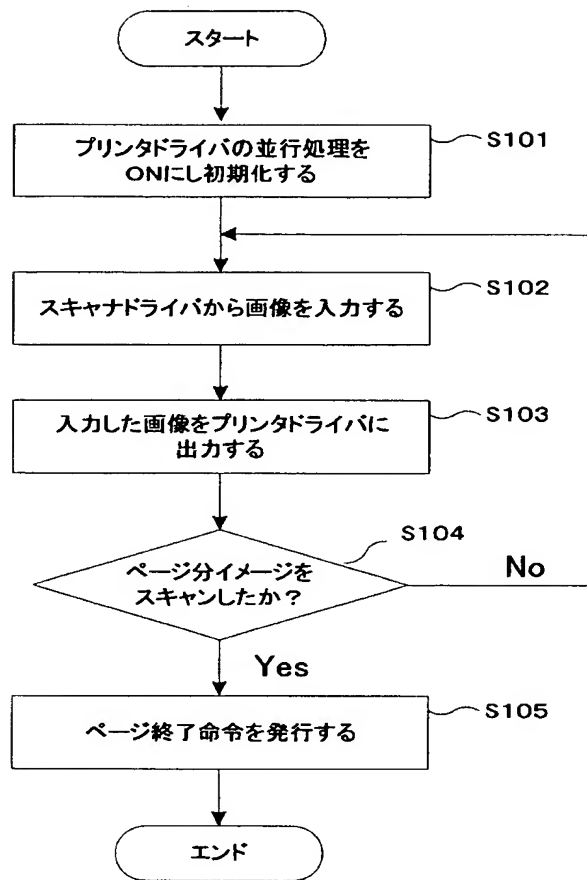 スタート
プリンタドライバの並行処理を
ONにし初期化する
S101
スキャナドライバから画像を入力する
S102
入力した画像をプリンタドライバに
出力する
S103
ページ分イメージを
スキャンしたか？
S104
No
Yes
ページ終了命令を発行する
S105
エンド